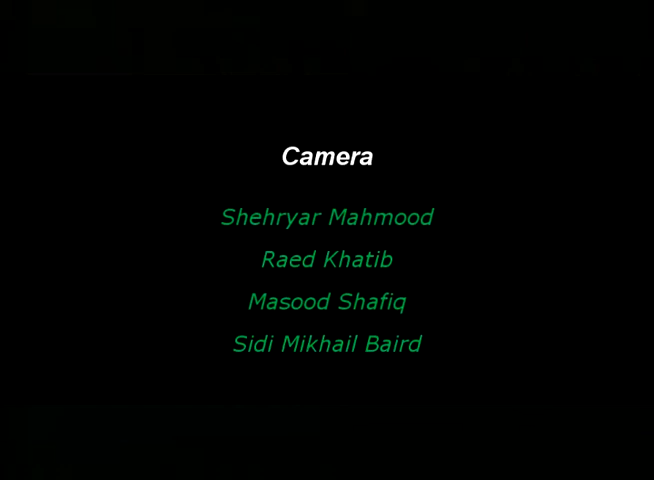 Camera
Shehryar Mahmood
Raed Khatib
Masood Shafiq
Sidi Mikhail Baird